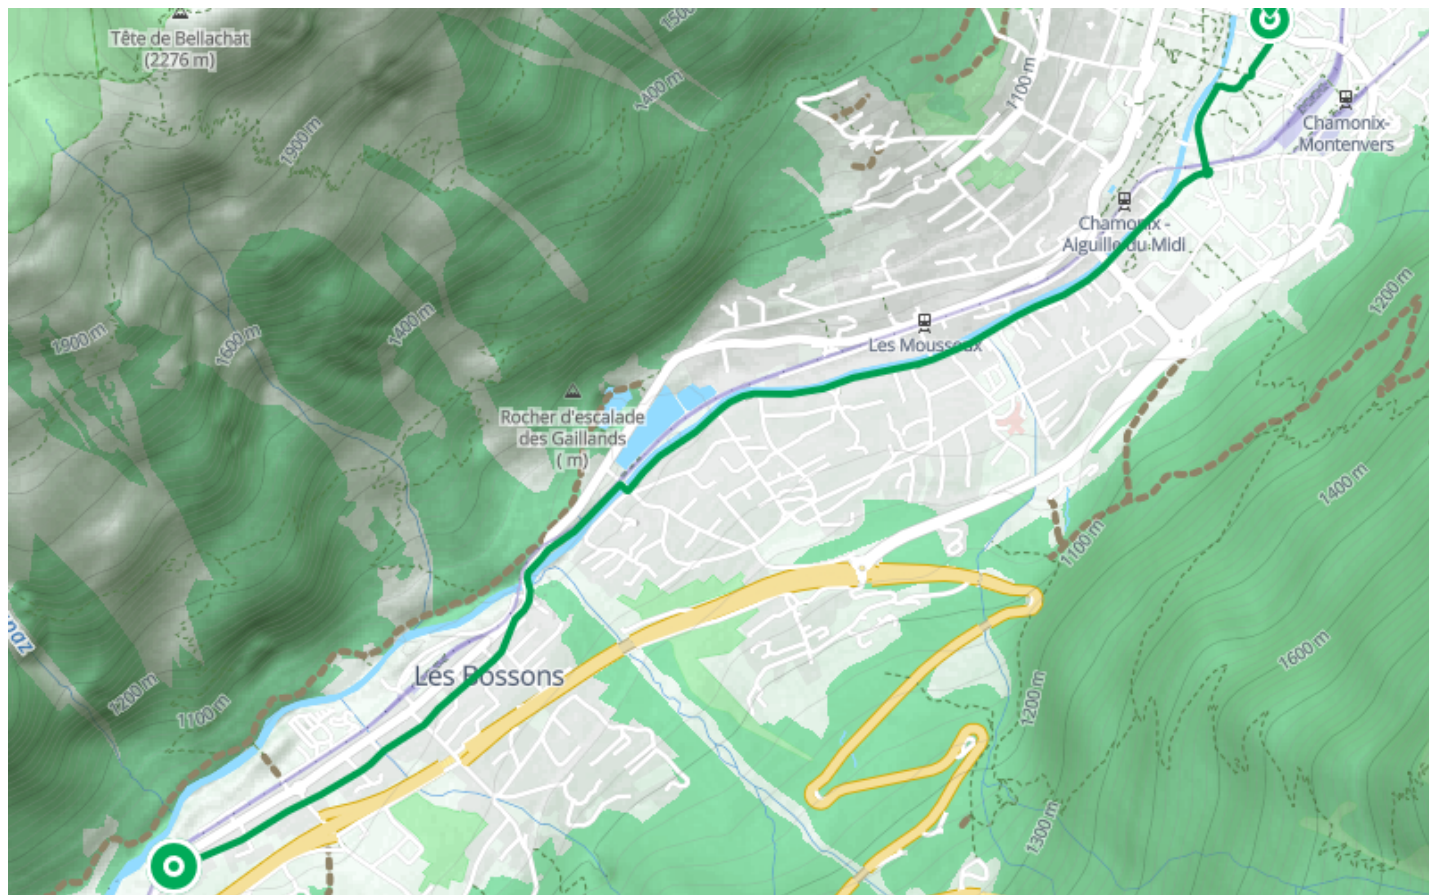 Tête de Bellachat
(2276 m)
1500
1400 m
1100 m
Chamonix-
Montenvers
1900 m
Chamonix -
Aiguille du Midi
1200 m
1900 m
1600 m
1400 m
Les Moussoux
Rocher d'escalade
des Gaillands
( m)
1400 m
1100 m
1600 m
Les Bossons
1200 m
1100 m
1200 m
1300 m